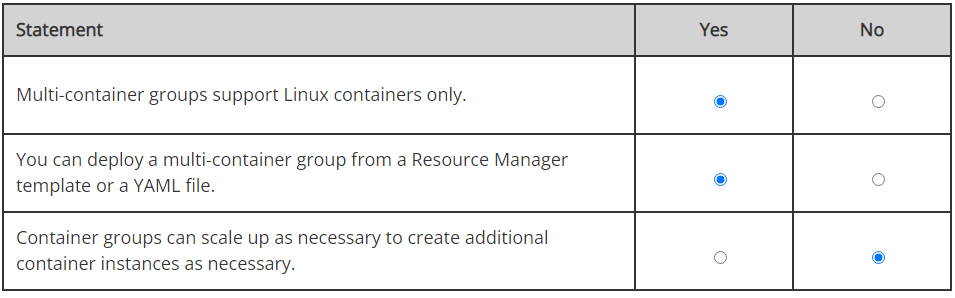 Statement Yes No
Multi-container groups support Linux containers only.
You can deploy a multi-container group from a Resource Manager
template or a YAML file.
Container groups can scale up as necessary to create additional
container instances as necessary.